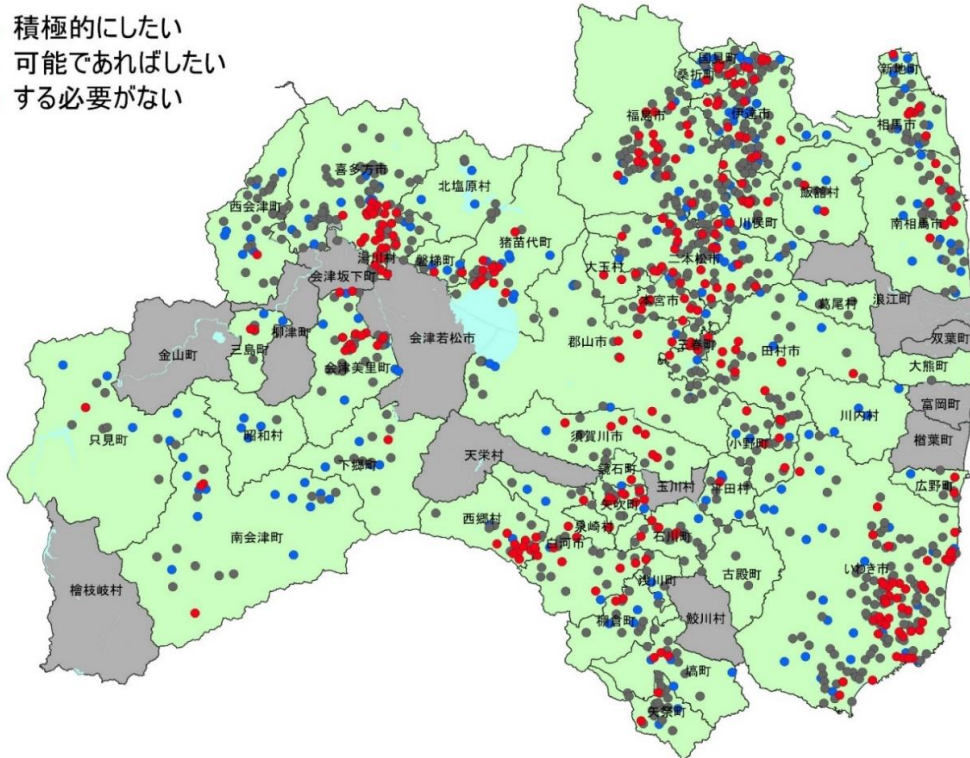 積極的にしたい
可能であればしたい
する必要がない
国見町
桑折町
新地町
福島市
伊達市
相馬市
喜多方市
北塩原村
飯舘村
西会津町
川俣町
南相馬市
猪苗代町
湯川村
磐梯町
大玉村
二本松市
会津坂下町
本宮市
葛尾村
浪江町
柳津町
会津若松市
郡山市
三春町
田村市
双葉町
金山町
三島町
会津美里町
大熊町
富岡町
只見町
昭和村
須賀川市
小野町
川内村
楢葉町
下郷町
天栄村
鏡石町
玉川村
平田村
広野町
矢吹町
西郷村
泉崎村
白河市
石川町
南会津町
古殿町
いわき市
浅川町
檜枝岐村
棚倉町
鮫川村
塙町
矢祭町